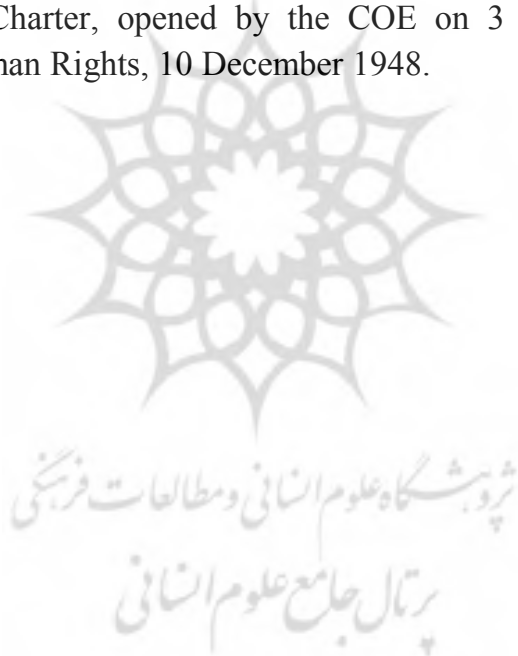 Charter, opened by the COE on 3
man Rights, 10 December 1948.
پژوهشگاه علوم انسانی و مطالعات فرهنگی
پرتال جامع علوم انسانی